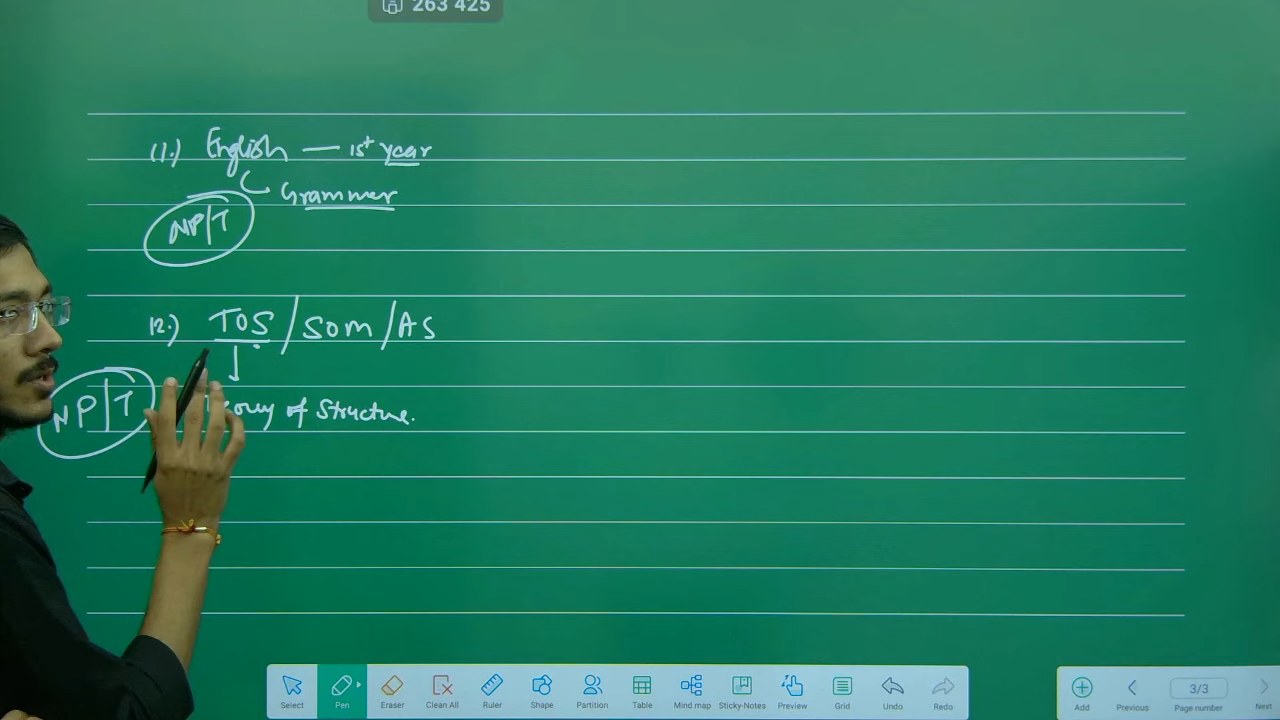 263 425
11.) English — 1st year
Grammer
NP|T
12.) TOS / SOM / AS
NP|T
of Structure.
Select Pen Eraser Clean All Ruler Shape Partition Table Mind map Sticky-Notes Preview Grid Undo Redo
Add Previous 3/3 Page number Next